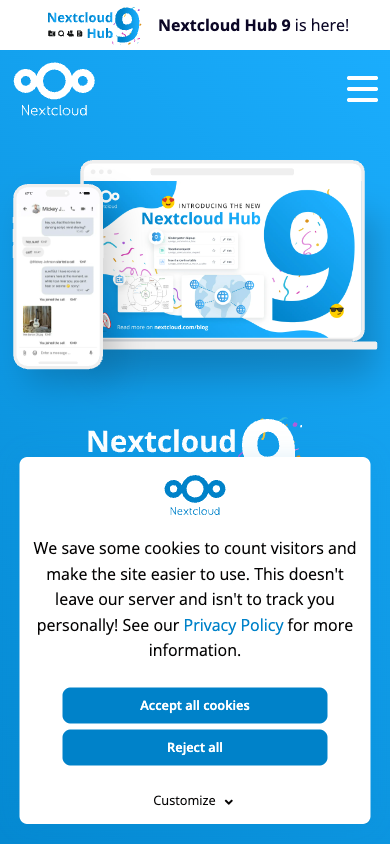 Nextcloud
Hub 9
Nextcloud Hub 9 is here!
Nextcloud
INTRODUCING THE NEW
Nextcloud Hub 9
Mickey J...
Read more on nextcloud.com/blog
Nextcloud 9
Nextcloud
We save some cookies to count visitors and
make the site easier to use. This doesn't
leave our server and isn't to track you
personally! See our Privacy Policy for more
information.
Accept all cookies
Reject all
Customize